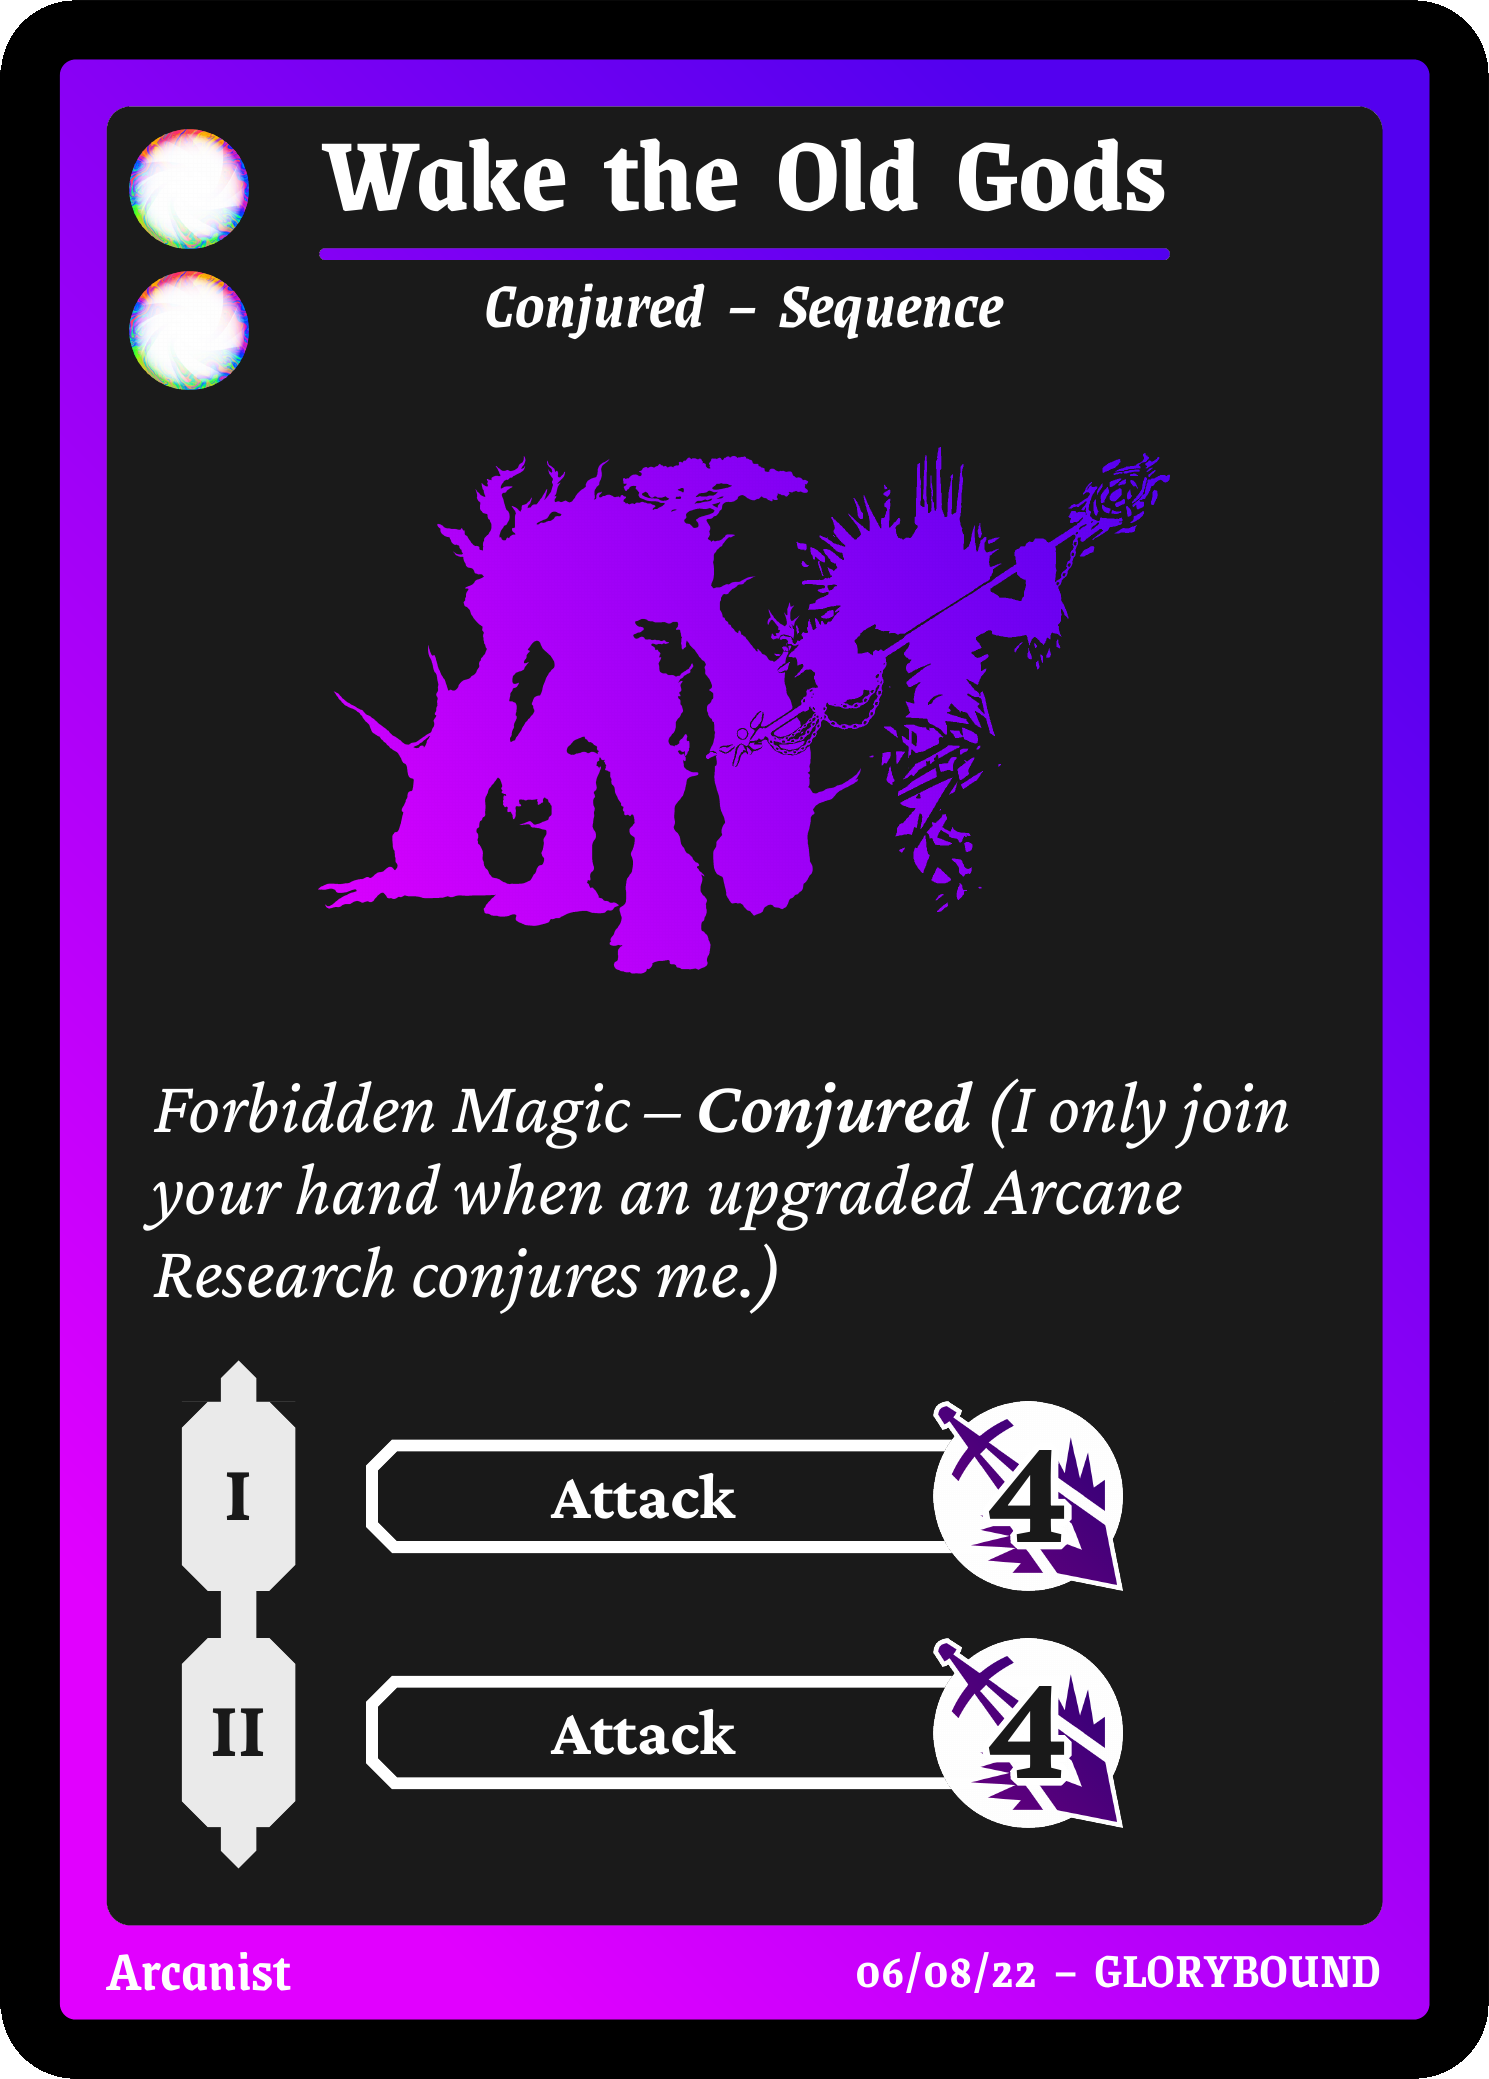 Wake the Old Gods
Conjured – Sequence
Forbidden Magic – Conjured (I only join
your hand when an upgraded Arcane
Research conjures me.)
I
Attack
4
II
Attack
4
Arcanist
06/08/22 – GLORYBOUND